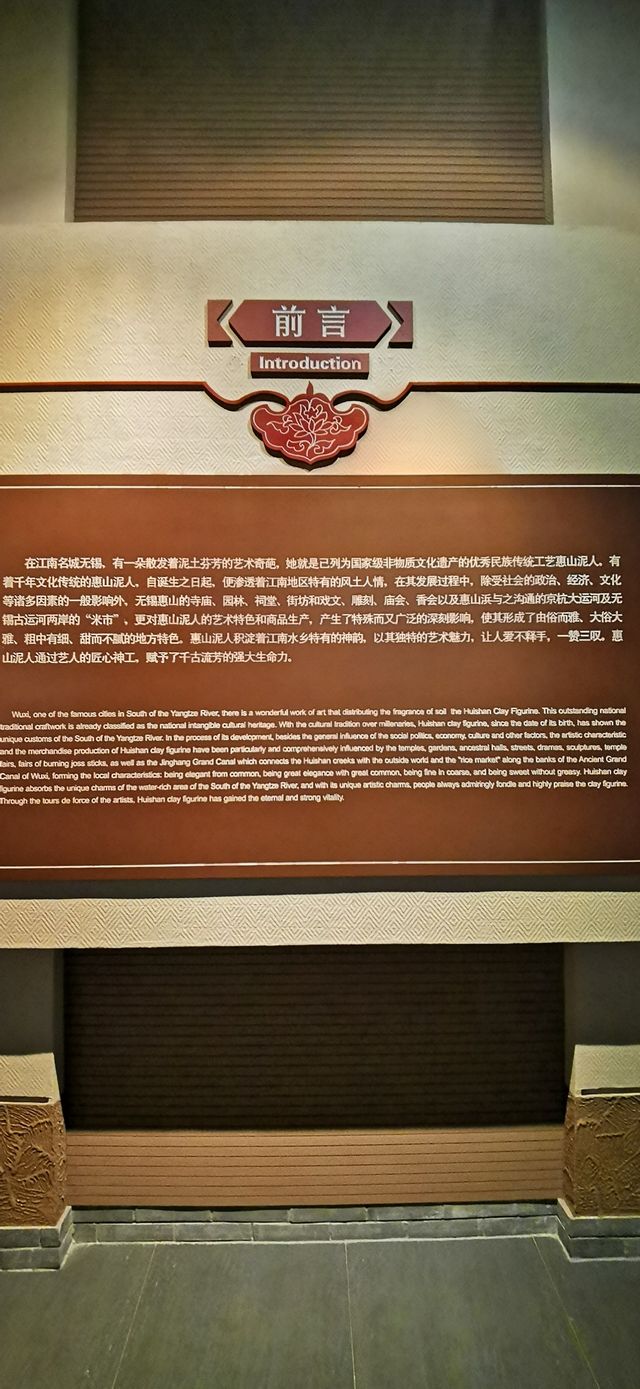 前言
Introduction
在江南名城无锡、有一朵散发着泥土芬芳的艺术奇葩，她就是已列为国家级非物质文化遗产的优秀民族传统工艺惠山泥人。有
着千年文化传统的惠山泥人，自诞生之日起，便渗透着江南地区特有的风土人情，在其发展过程中，除受社会的政治、经济、文化
等诸多因素的一般影响外，无锡惠山的寺庙、园林、祠堂、街坊和戏文、雕刻、庙会、香会以及惠山浜与之沟通的京杭大运河及无
锡古运河两岸的“米市”，更对惠山泥人的艺术特色和商品生产，产生了特殊而又广泛的深刻影响，使其形成了由俗而雅、大俗大
雅、粗中有细、甜而不腻的地方特色。惠山泥人积淀着江南水乡特有的神韵，以其独特的艺术魅力，让人爱不释手，一赞三叹。惠
山泥人通过艺人的匠心神工，赋予了千古流芳的强大生命力。
Wuxi, one of the famous cities in South of the Yangtze River, there is a wonderful work of art that distributing the fragrance of soil the Huishan Clay Figurine. This outstanding national
traditional craftwork is already classified as the national intangible cultural heritage. With the cultural tradition over millenaries, Huishan clay figurine, since the date of its birth, has shown the
unique customs of the South of the Yangtze River. In the process of its development, besides the general influence of the social politics, economy, culture and other factors, the artistic characteristic
and the merchandise production of Huishan clay figurine have been particularly and comprehensively influenced by the temples, gardens, ancestral halls, streets, dramas, sculptures, temple
fairs, fairs of burning joss sticks, as well as the Jinghang Grand Canal which connects the Huishan creeks with the outside world and the "rice market" along the banks of the Ancient Grand
Canal of Wuxi, forming the local characteristics: being elegant from common, being great elegance with great common, being fine in coarse, and being sweet without greasy. Huishan clay
figurine absorbs the unique charms of the water-rich area of the South of the Yangtze River, and with its unique artistic charms, people always admiringly fondle and highly praise the clay figurine.
Through the tours de force of the artists, Huishan clay figurine has gained the eternal and strong vitality.